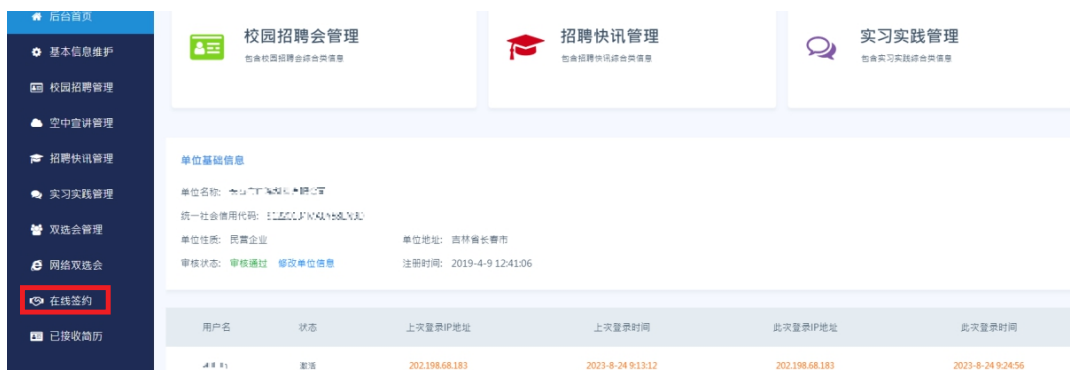 后台首页
基本信息维护
校园招聘管理
空中宣讲管理
招聘快讯管理
实习实践管理
双选会管理
网络双选会
在线签约
已接收简历
校园招聘会管理
包含校园招聘会综合类信息
招聘快讯管理
包含招聘快讯综合类信息
实习实践管理
包含实习实践综合类信息
单位基础信息
单位名称:
统一社会信用代码:
单位性质: 民营企业 单位地址: 吉林省长春市
审核状态: 审核通过 修改单位信息 注册时间: 2019-4-9 12:41:06
用户名 状态 上次登录IP地址 上次登录时间 此次登录IP地址 此次登录时间
激活 202.198.68.183 2023-8-24 9:13:12 202.198.68.183 2023-8-24 9:24:56